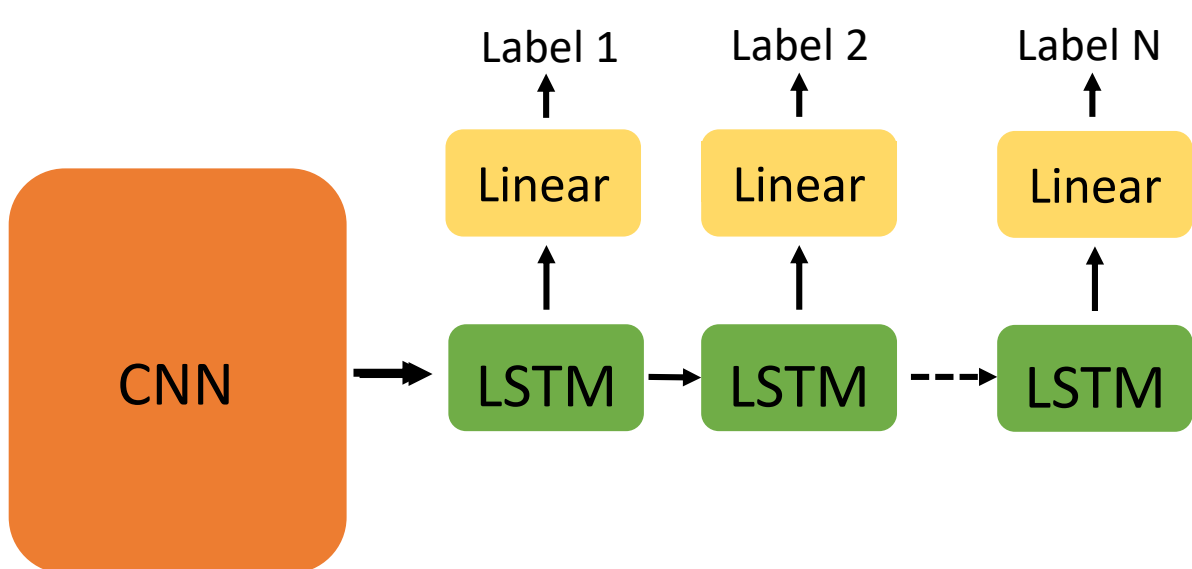 Label 1
Label 2
Label N
Linear
Linear
Linear
CNN
LSTM
LSTM
LSTM